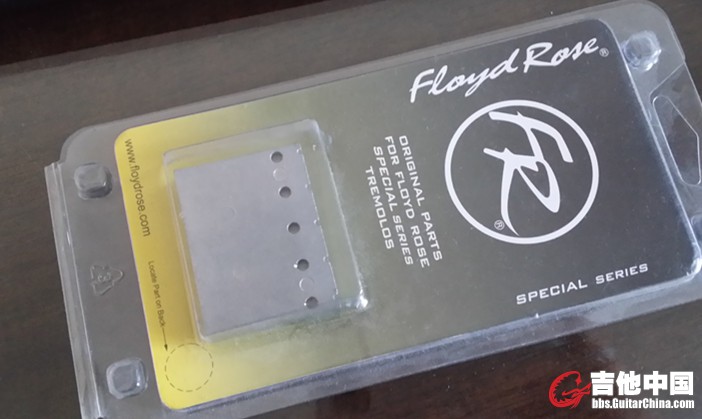 Floyd Rose®
FR®
ORIGINAL PARTS
FOR FLOYD ROSE
SPECIAL SERIES
TREMOLOS
SPECIAL SERIES
www.floydrose.com
Locate Part on Back
吉他中国
bbs.GuitarChina.com